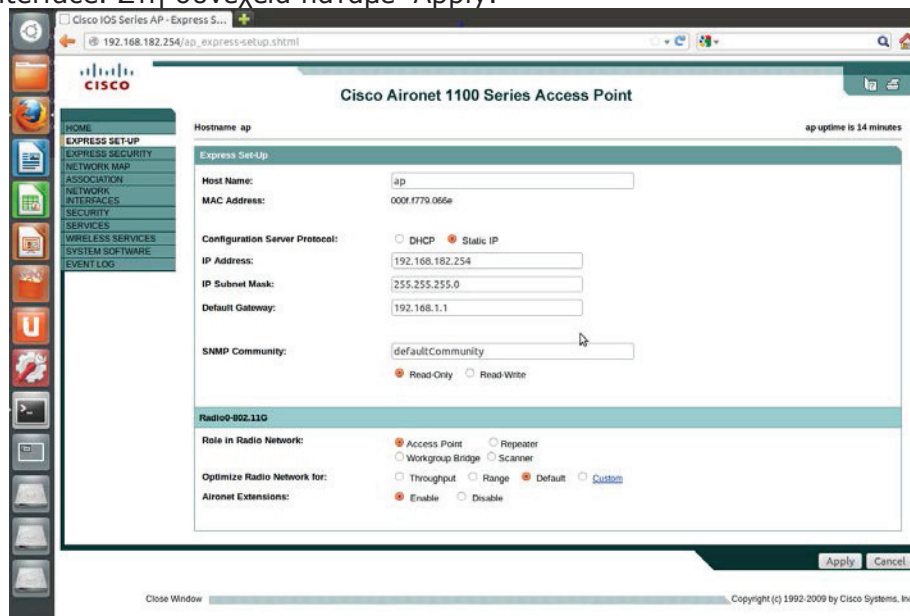 interface. Στη συνέχεια πατάμε "Apply.
Cisco IOS Series AP - Express S...
192.168.182.254/ap_express-setup.shtml
CISCO
Cisco Aironet 1100 Series Access Point
HOME
EXPRESS SET-UP
EXPRESS SECURITY
NETWORK MAP
ASSOCIATION
NETWORK INTERFACES
SECURITY
SERVICES
WIRELESS SERVICES
SYSTEM SOFTWARE
EVENT LOG
Hostname ap
ap uptime is 14 minutes
Express Set-Up
Host Name: ap
MAC Address: 000f.f779.066e
Configuration Server Protocol: DHCP Static IP
IP Address: 192.168.182.254
IP Subnet Mask: 255.255.255.0
Default Gateway: 192.168.1.1
SNMP Community: defaultCommunity
Read-Only Read-Write
Radio0-802.11G
Role in Radio Network: Access Point Repeater
Workgroup Bridge Scanner
Optimize Radio Network for: Throughput Range Default Custom
Aironet Extensions: Enable Disable
Apply Cancel
Close Window
Copyright (c) 1992-2009 by Cisco Systems, Inc